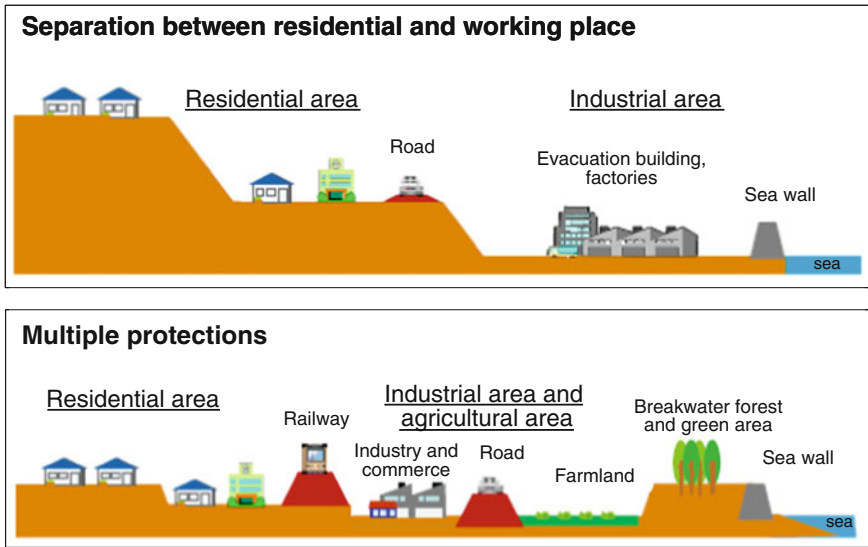 Separation between residential and working place
Residential area
Industrial area
Road
Evacuation building,
factories
Sea wall
sea
Multiple protections
Residential area
Railway
Industrial area and
agricultural area
Breakwater forest
and green area
Industry and
commerce
Road
Farmland
Sea wall
sea